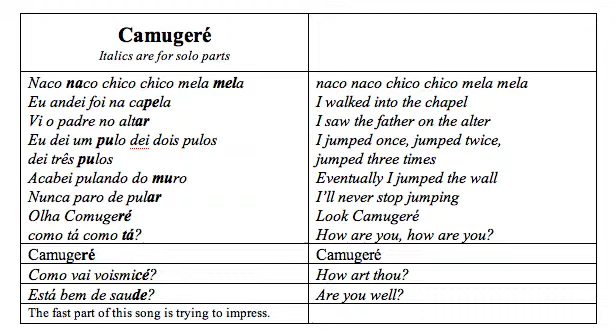 Camugeré
Italics are for solo parts
Naco naco chico chico mela mela
Eu andei foi na capela
Vi o padre no altar
Eu dei um pulo dei dois pulos
dei três pulos
Acabei pulando do muro
Nunca paro de pular
Olha Comugeré
como tá como tá?
naco naco chico chico mela mela
I walked into the chapel
I saw the father on the alter
I jumped once, jumped twice,
jumped three times
Eventually I jumped the wall
I'll never stop jumping
Look Camugeré
How are you, how are you?
Camugeré
Camugeré
Como vai voismicé?
How art thou?
Está bem de saude?
Are you well?
The fast part of this song is trying to impress.